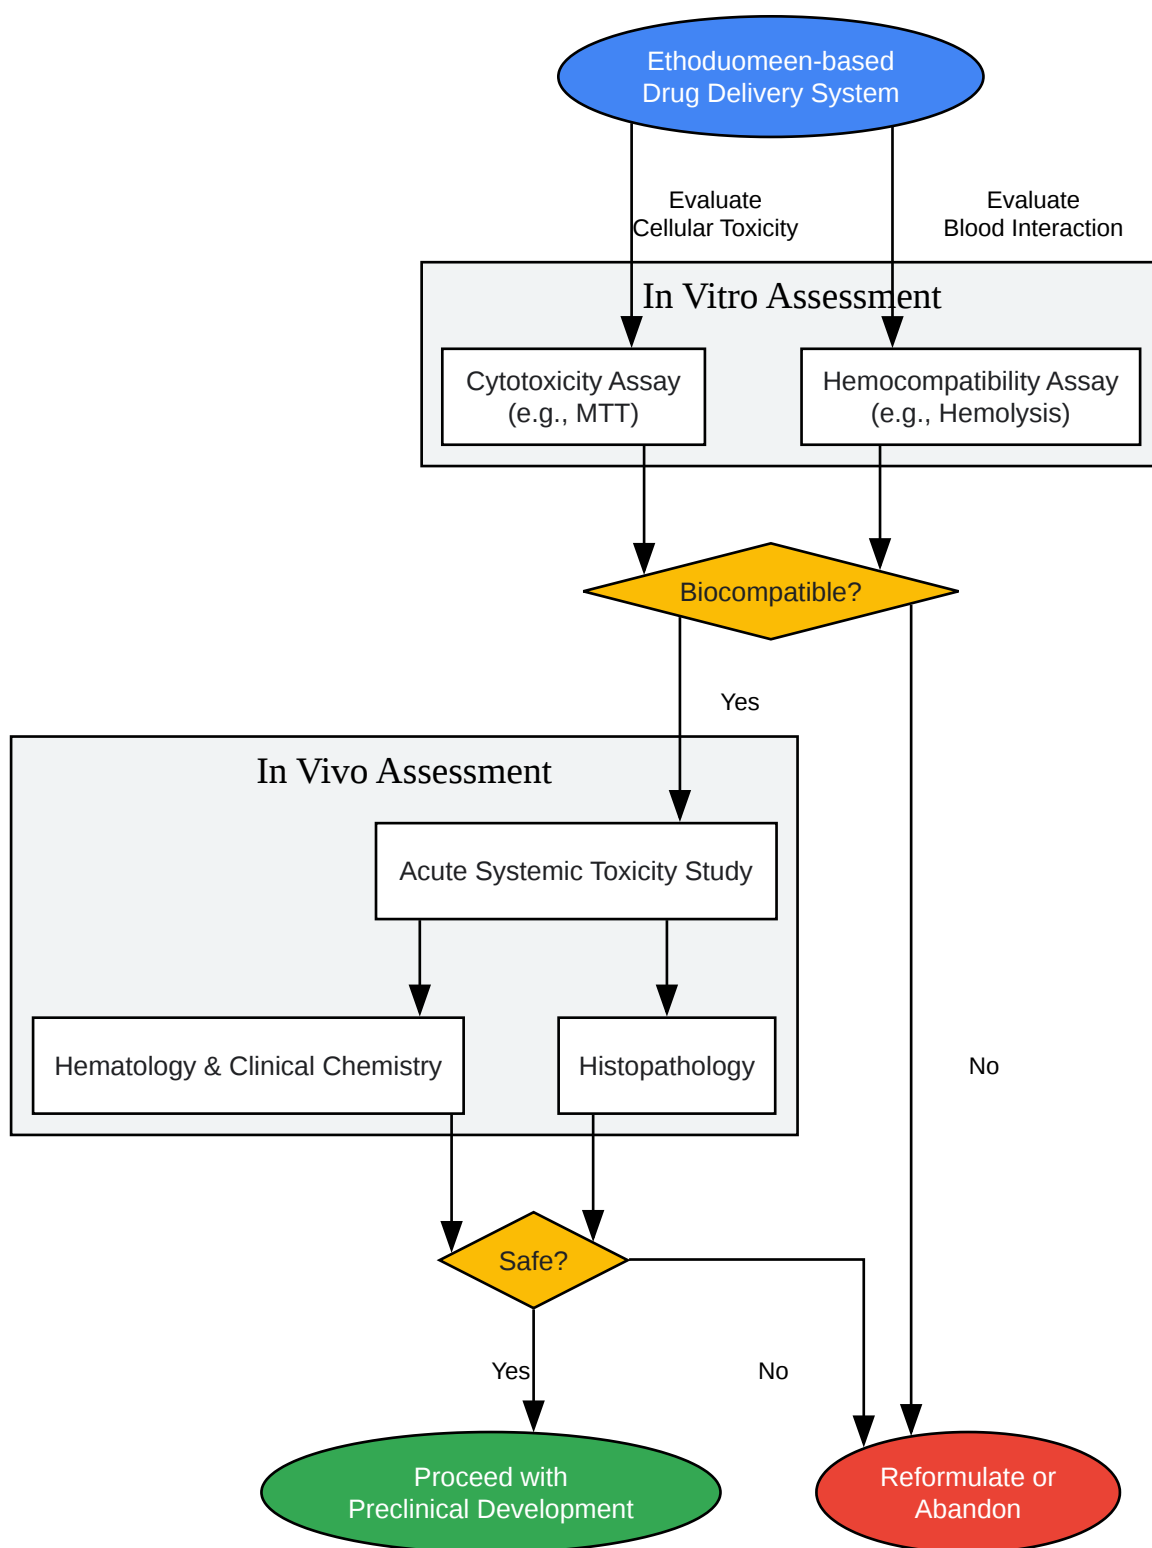 Ethoduomeen-based
Drug Delivery System
Evaluate
Cellular Toxicity
Evaluate
Blood Interaction
In Vitro Assessment
Cytotoxicity Assay
(e.g., MTT)
Hemocompatibility Assay
(e.g., Hemolysis)
Biocompatible?
Yes
In Vivo Assessment
Acute Systemic Toxicity Study
Hematology & Clinical Chemistry
Histopathology
No
Safe?
Yes
No
Proceed with
Preclinical Development
Reformulate or
Abandon